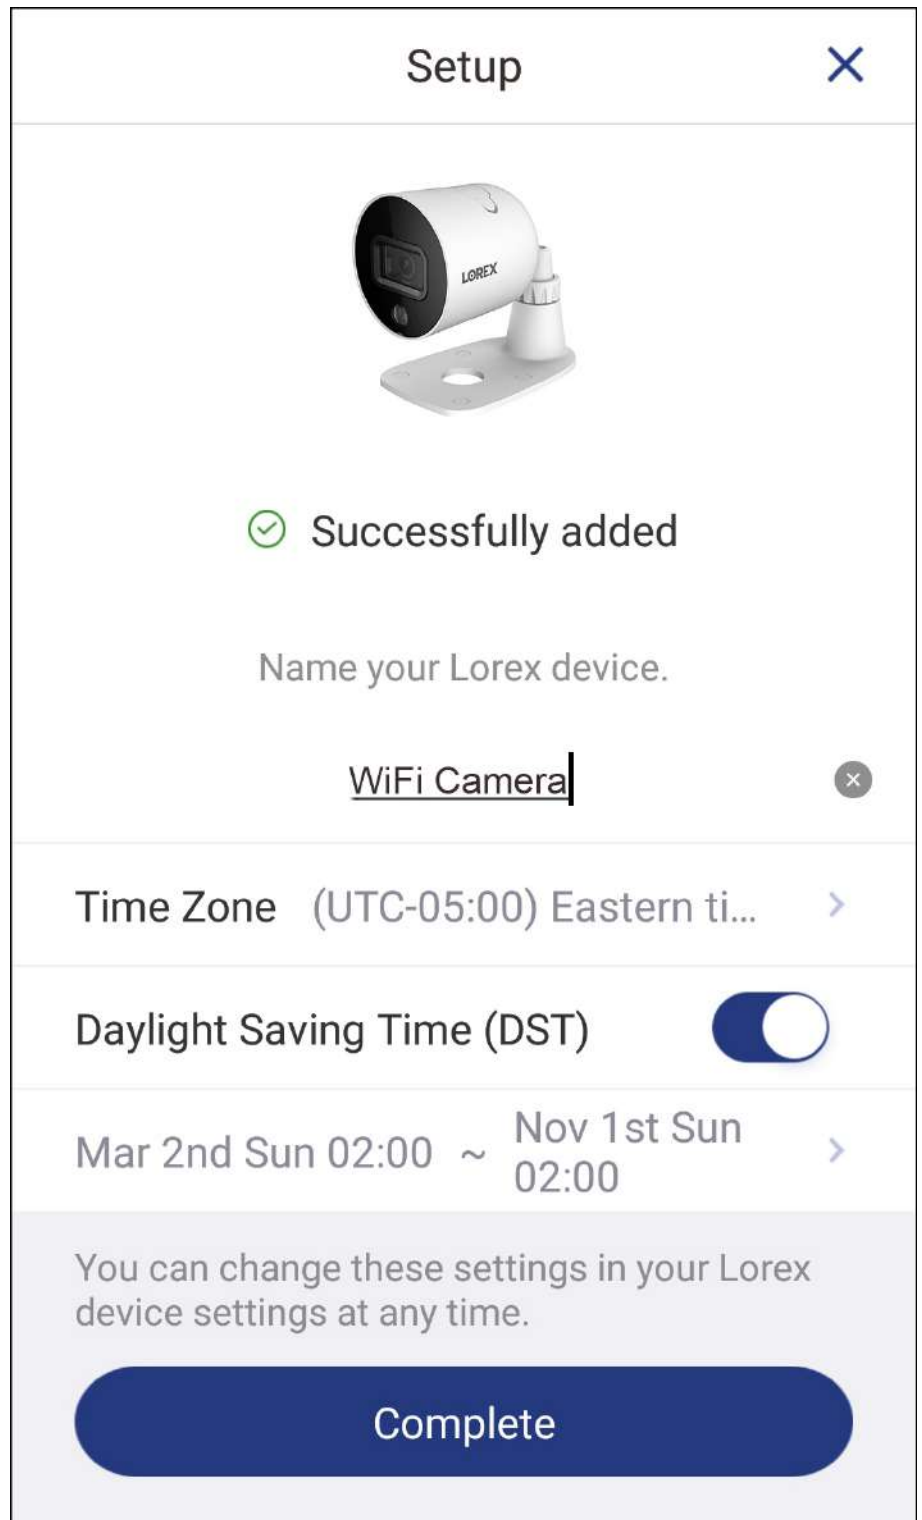 Setup
LOREX
Successfully added
Name your Lorex device.
WiFi Camera
Time Zone (UTC-05:00) Eastern ti...
Daylight Saving Time (DST)
Mar 2nd Sun 02:00 ~ Nov 1st Sun
02:00
You can change these settings in your Lorex
device settings at any time.
Complete